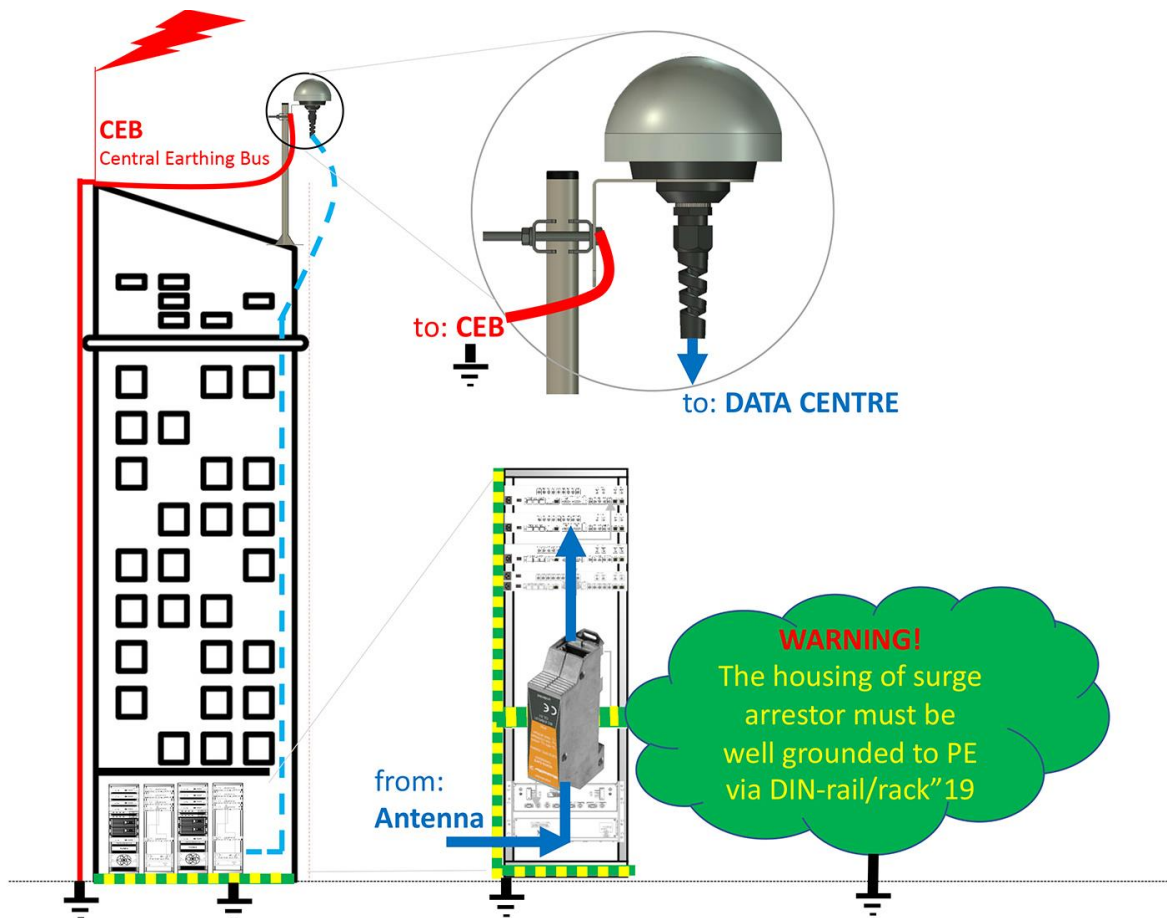 CEB
Central Earthing Bus
to: CEB
to: DATA CENTRE
from:
Antenna
WARNING!
The housing of surge
arrestor must be
well grounded to PE
via DIN-rail/rack”19